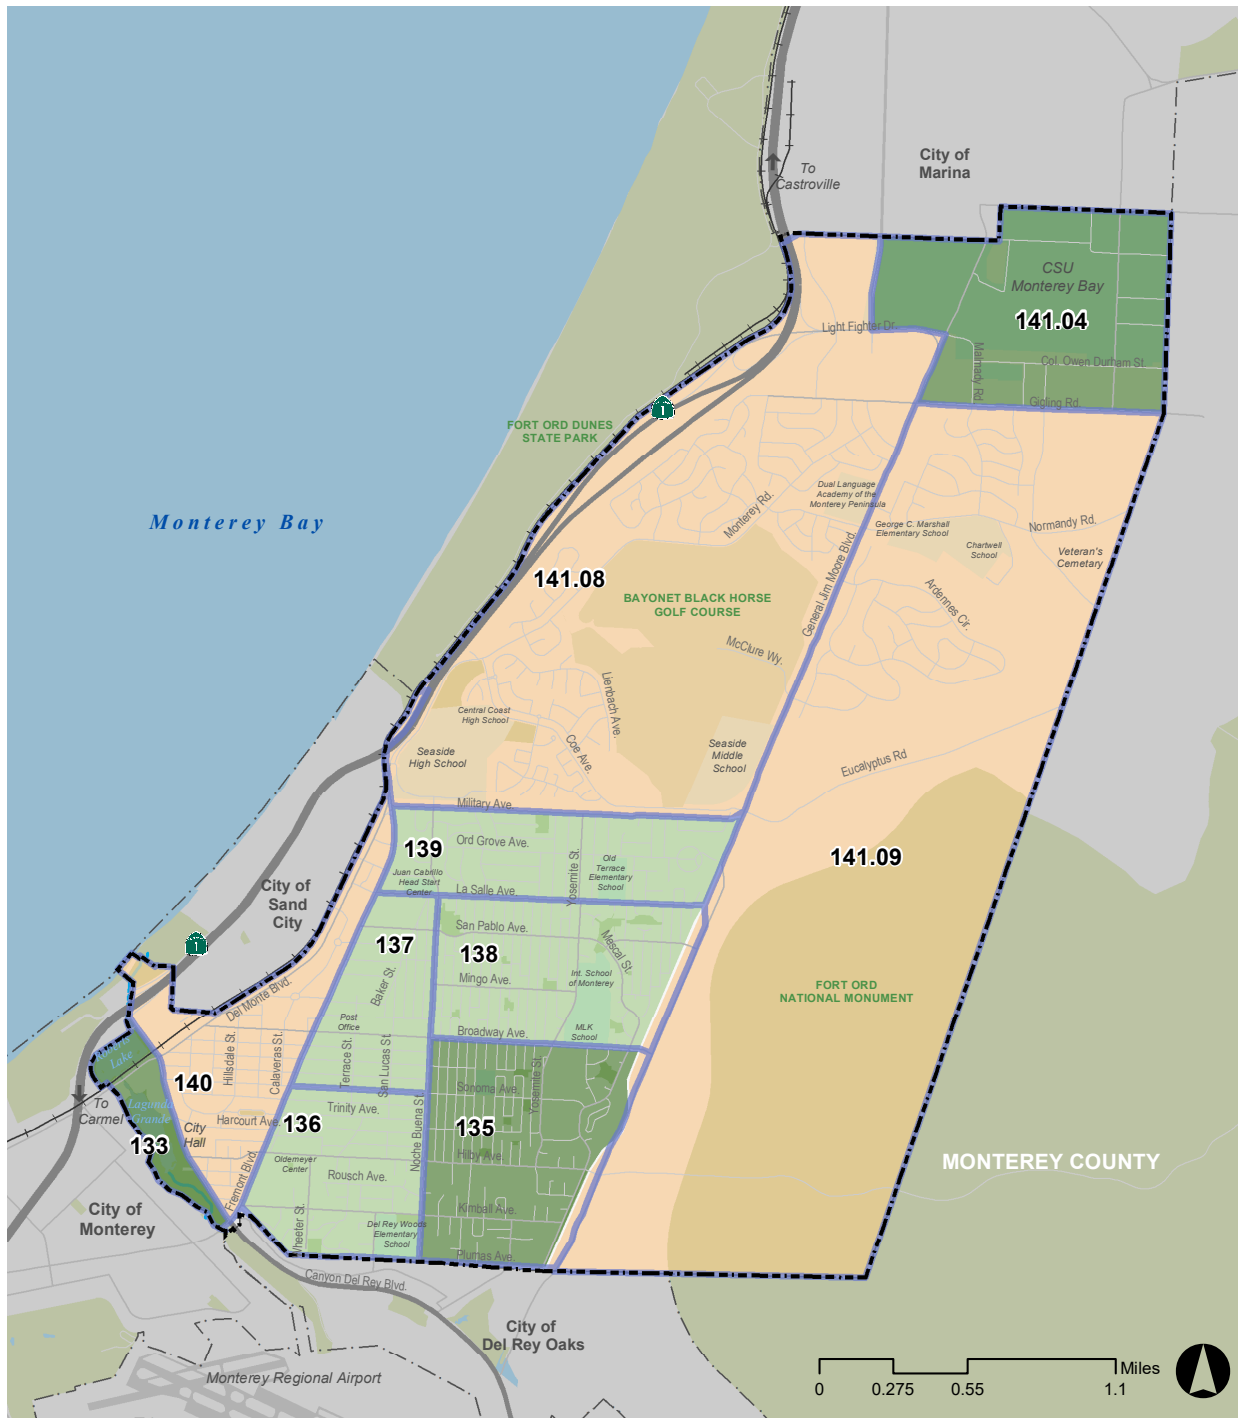 City of
Marina
To
Castroville
CSU
Monterey Bay
141.04
Light Fighter Dr.
Malmady Rd.
Col. Owen Durham St.
Gigling Rd.
1
FORT ORD DUNES
STATE PARK
Monterey Bay
Dual Language
Academy of the
Monterey Peninsula
Monterey Rd.
George C. Marshall
Elementary School
Normandy Rd.
Chartwell
School
Veteran's
Cemetary
General Jim Moore Blvd.
141.08
BAYONET BLACK HORSE
GOLF COURSE
Ardennes Cir.
McClure Wy.
Lienbach Ave.
Central Coast
High School
Coe Ave.
Seaside
High School
Seaside
Middle
School
Eucalyptus Rd
Military Ave.
139
Ord Grove Ave.
Juan Cabrillo
Head Start
Center
Yosemite St.
Old
Terrace
Elementary
School
141.09
La Salle Ave.
City of
Sand
City
1
137
San Pablo Ave.
138
Mescal St.
Mingo Ave.
Int. School
of Monterey
Baker St.
Del Monte Blvd.
FORT ORD
NATIONAL MONUMENT
Post
Office
Broadway Ave.
MLK
School
Lake
Hillsdale St.
Calaveras St.
Terrace St.
San Lucas St.
140
Sonoma Ave.
Yosemite St.
To
Carmel
Laguna
Grande
Trinity Ave.
Harcourt Ave.
136
135
City
Hall
133
Noche Buena St.
Hilby Ave.
Oldemeyer
Center
Rousch Ave.
MONTEREY COUNTY
Fremont Blvd.
City of
Monterey
Kimball Ave.
Wheeler St.
Del Rey Woods
Elementary
School
Plumas Ave.
Canyon Del Rey Blvd.
City of
Del Rey Oaks
Monterey Regional Airport
Miles
0 0.275 0.55 1.1